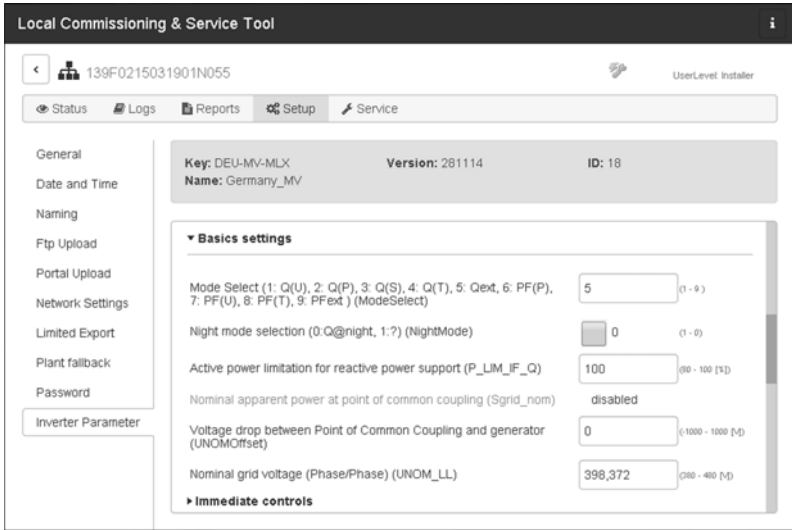 Local Commissioning & Service Tool
i
139F0215031901N055
UserLevel: Installer
Status
Logs
Reports
Setup
Service
General
Date and Time
Naming
Ftp Upload
Portal Upload
Network Settings
Limited Export
Plant fallback
Password
Inverter Parameter
Key: DEU-MV-MLX
Version: 281114
ID: 18
Name: Germany_MV
Basics settings
Mode Select (1: Q(U), 2: Q(P), 3: Q(S), 4: Q(T), 5: Qext, 6: PF(P),
7: PF(U), 8: PF(T), 9: PFext ) (ModeSelect)
5
(1 - 9 )
Night mode selection (0:Q@night, 1:?) (NightMode)
0
(1 - 0)
Active power limitation for reactive power support (P_LIM_IF_Q)
100
(80 - 100 [%])
Nominal apparent power at point of common coupling (Sgrid_nom)
disabled
Voltage drop between Point of Common Coupling and generator
(UNOMOffset)
0
(-1000 - 1000 [V])
Nominal grid voltage (Phase/Phase) (UNOM_LL)
398,372
(380 - 480 [V])
Immediate controls